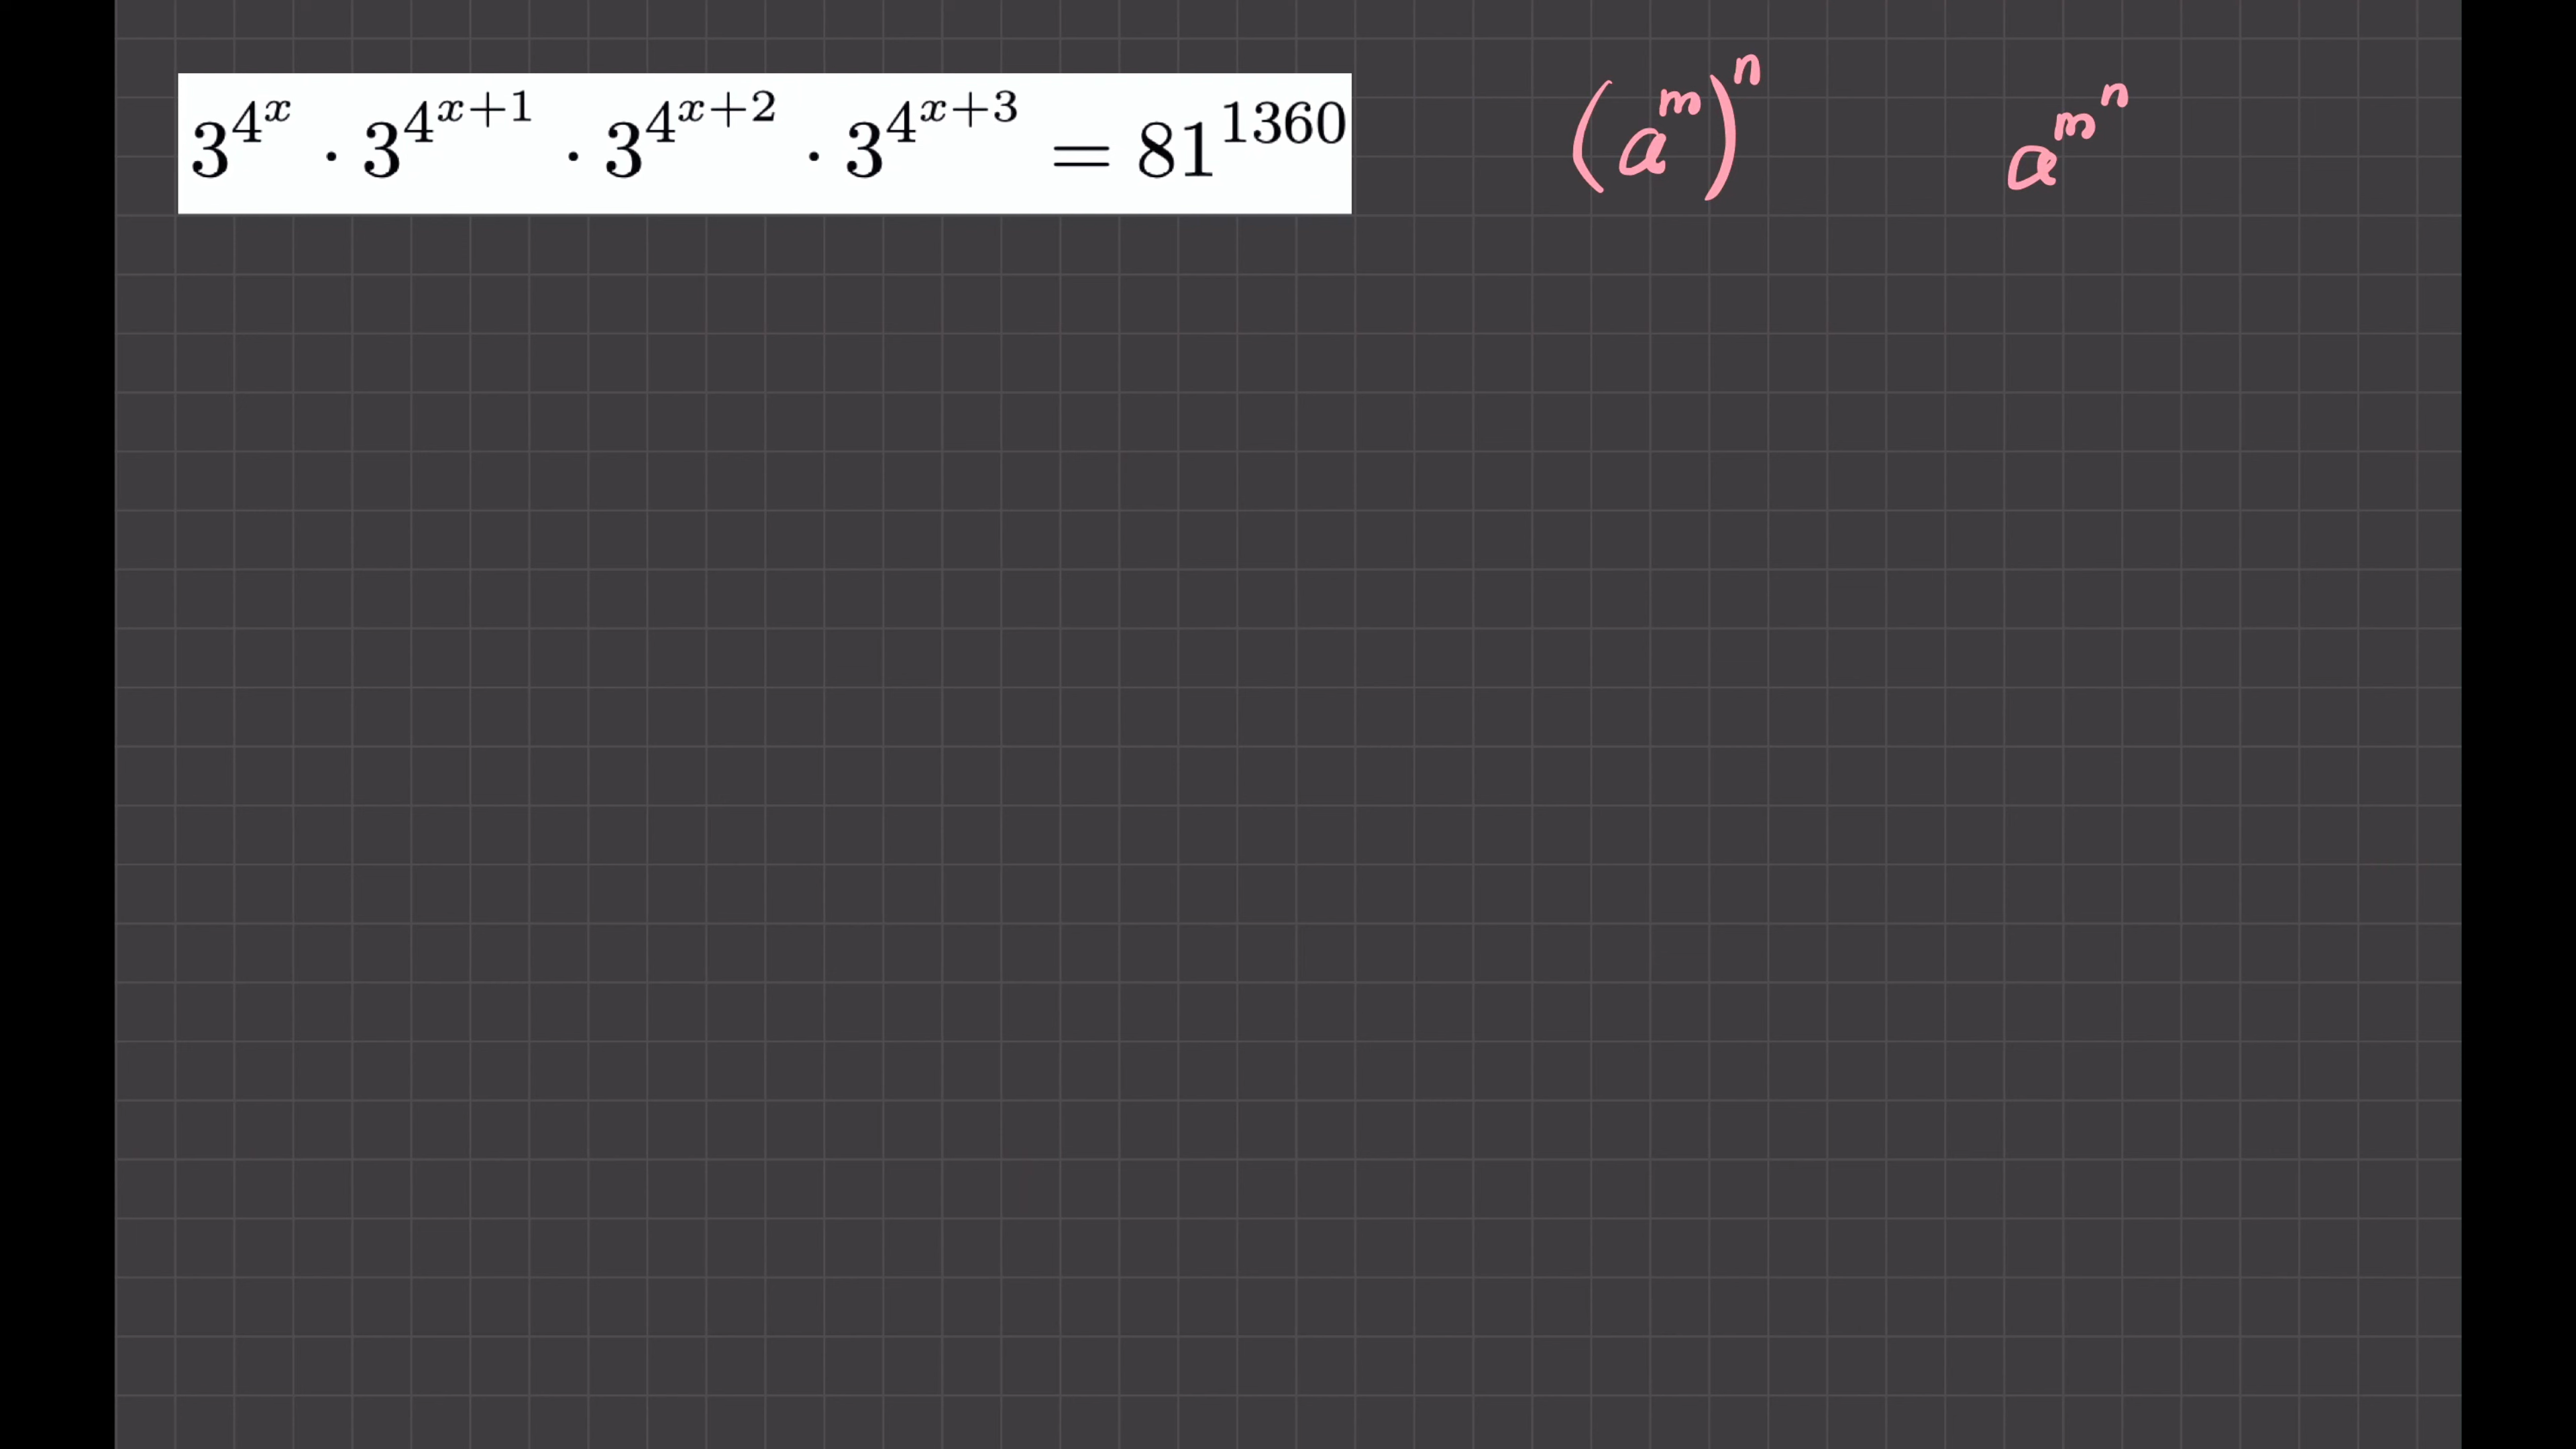 3^{4^x} · 3^{4^{x+1}} · 3^{4^{x+2}} · 3^{4^{x+3}} = 81^{1360} (a^m)^n a^{m^n}